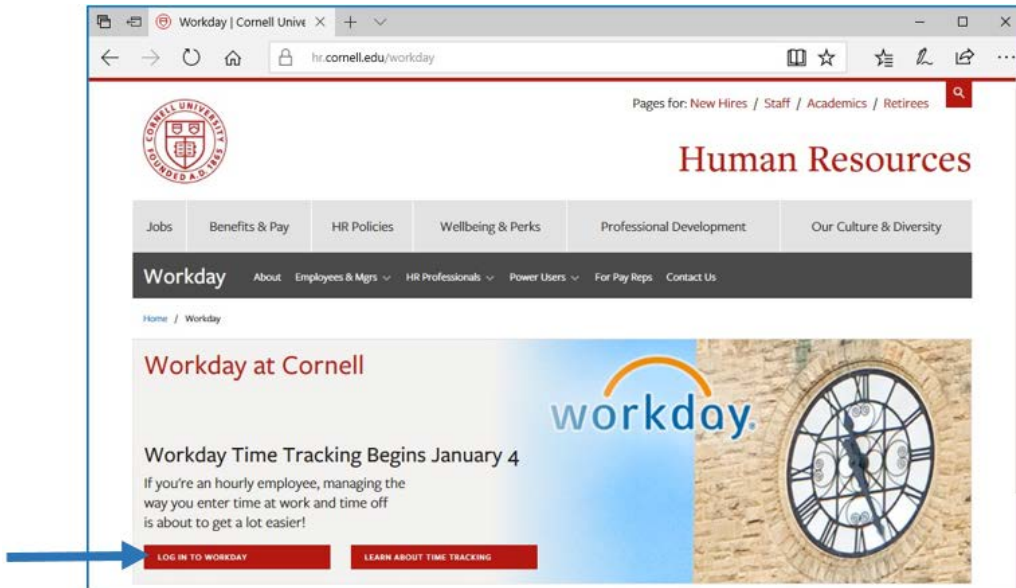 Workday | Cornell Unive
hr.cornell.edu/workday
CORNELL UNIVERSITY
FOUNDED A.D. 1865
Pages for: New Hires / Staff / Academics / Retirees
Human Resources
Jobs Benefits & Pay HR Policies Wellbeing & Perks Professional Development Our Culture & Diversity
Workday About Employees & Mgrs HR Professionals Power Users For Pay Reps Contact Us
Home / Workday
Workday at Cornell
workday.
Workday Time Tracking Begins January 4
If you're an hourly employee, managing the
way you enter time at work and time off
is about to get a lot easier!
LOG IN TO WORKDAY LEARN ABOUT TIME TRACKING